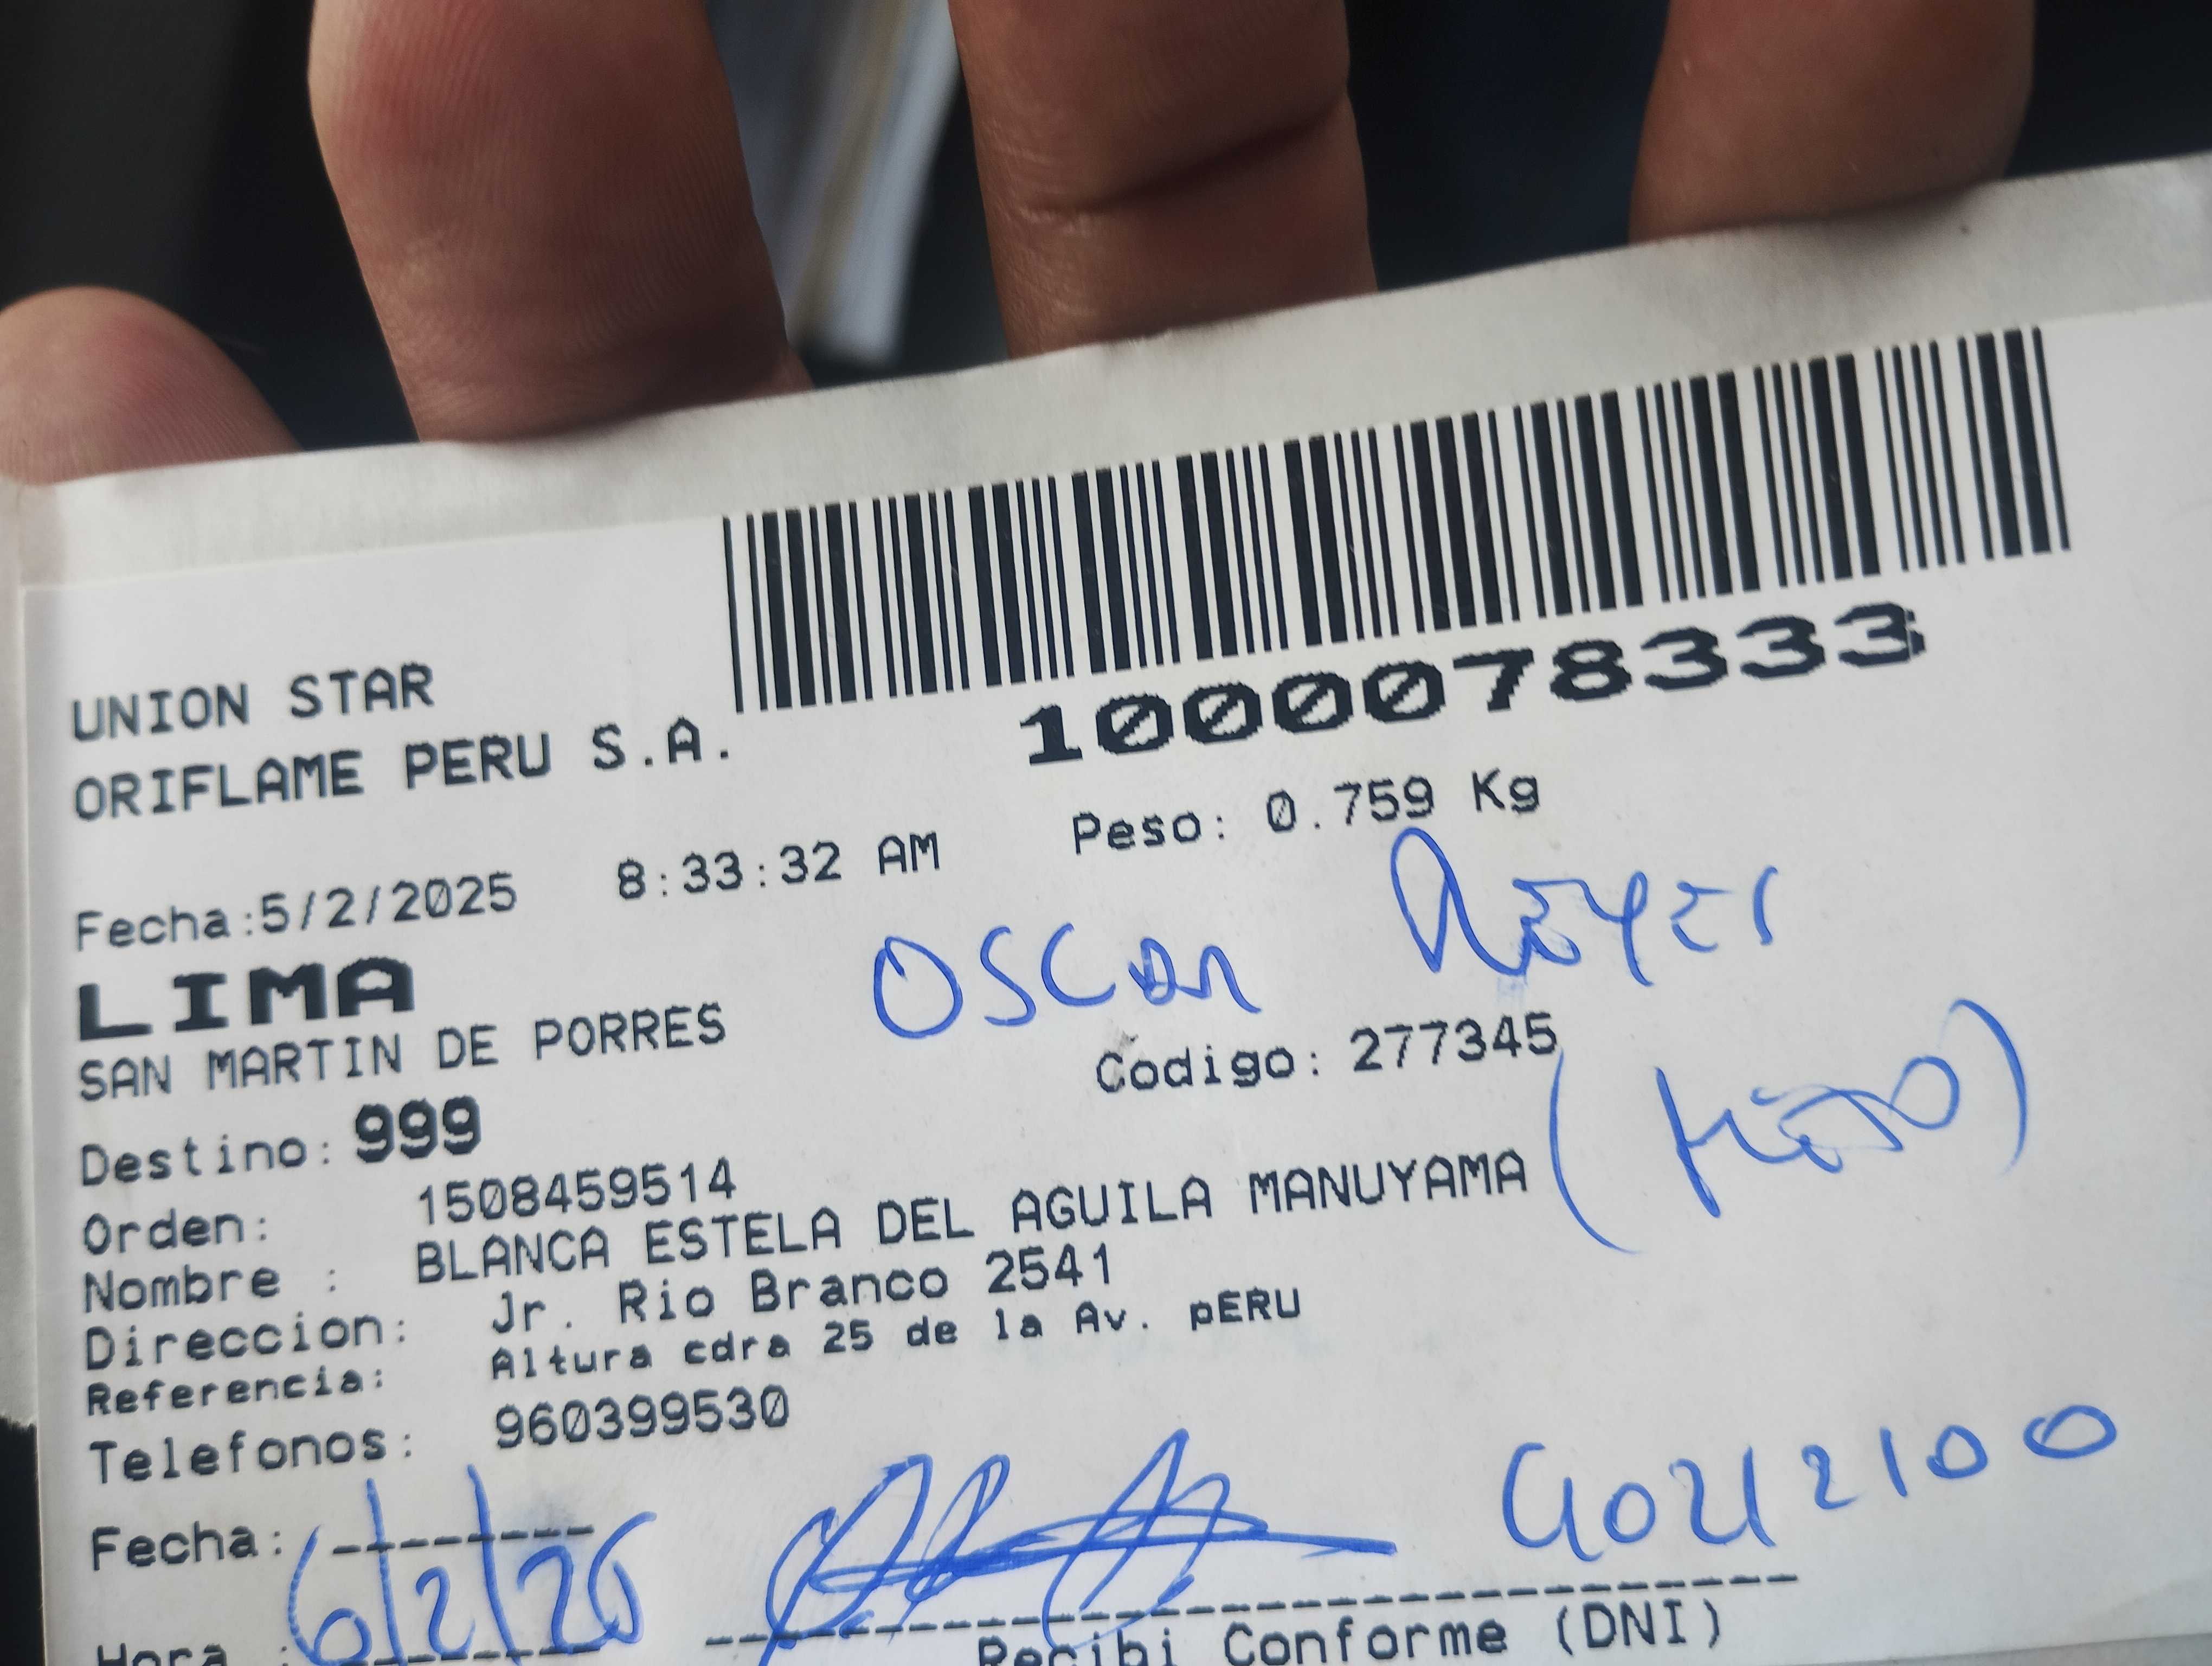 UNION STAR
ORIFLAME PERU S.A.
1000078333
Fecha:5/2/2025 8:33:32 AM Peso: 0.759 Kg
OSCAR REYES
LIMA
SAN MARTIN DE PORRES
Codigo: 277345
Destino: 999
Orden: 1508459514
Nombre : BLANCA ESTELA DEL AGUILA MANUYAMA
Direccion: Jr. Rio Branco 2541
Referencia: Altura cdra 25 de la Av. pERU
Telefonos: 960399530
40212100
Fecha: 6/2/25
Hora :
Recibi Conforme (DNI)